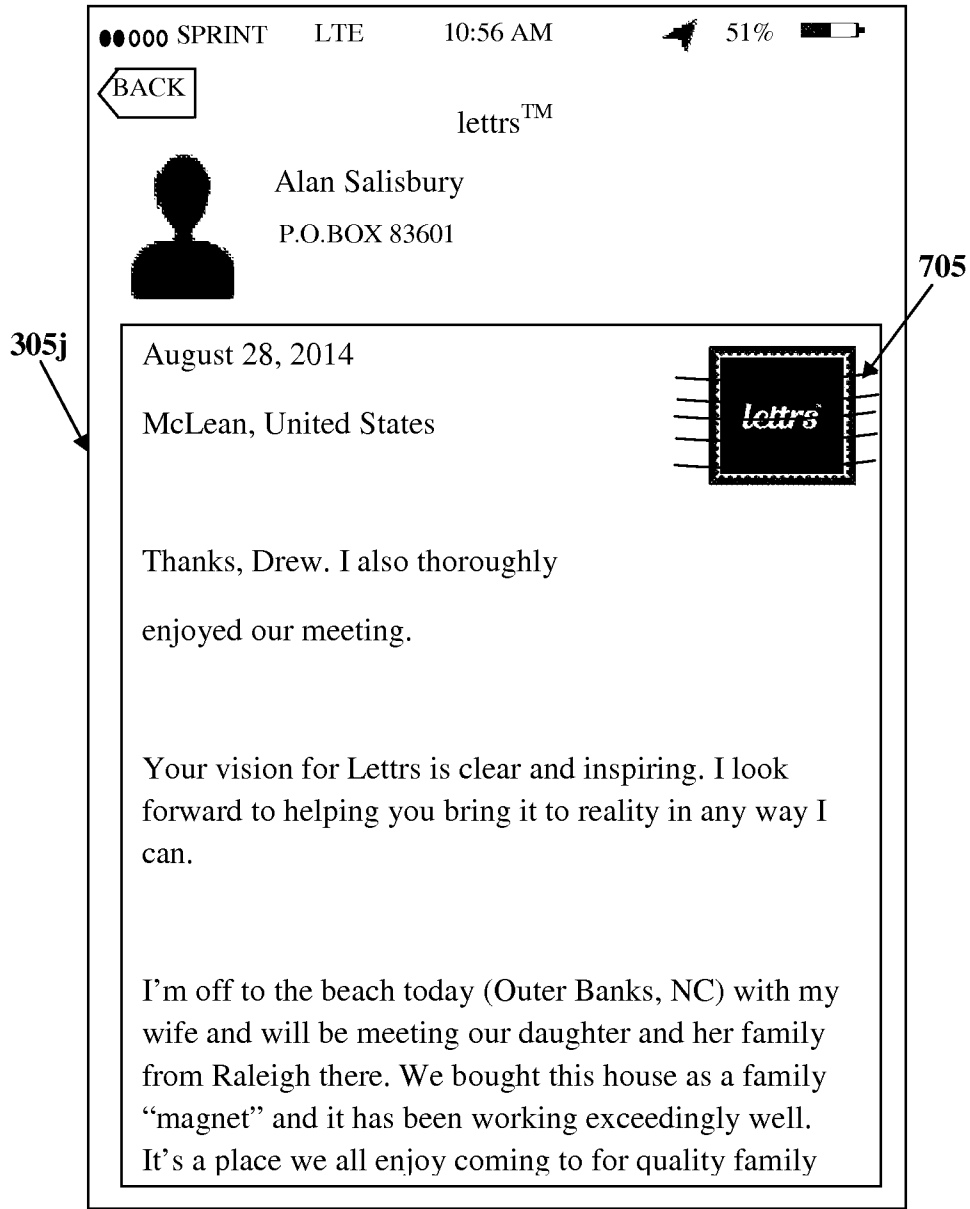 SPRINT LTE 10:56 AM 51%
BACK
lettrs™
Alan Salisbury
P.O.BOX 83601
705
305j
August 28, 2014
lettrs™
McLean, United States
Thanks, Drew. I also thoroughly
enjoyed our meeting.
Your vision for Lettrs is clear and inspiring. I look
forward to helping you bring it to reality in any way I
can.
I’m off to the beach today (Outer Banks, NC) with my
wife and will be meeting our daughter and her family
from Raleigh there. We bought this house as a family
“magnet” and it has been working exceedingly well.
It’s a place we all enjoy coming to for quality family